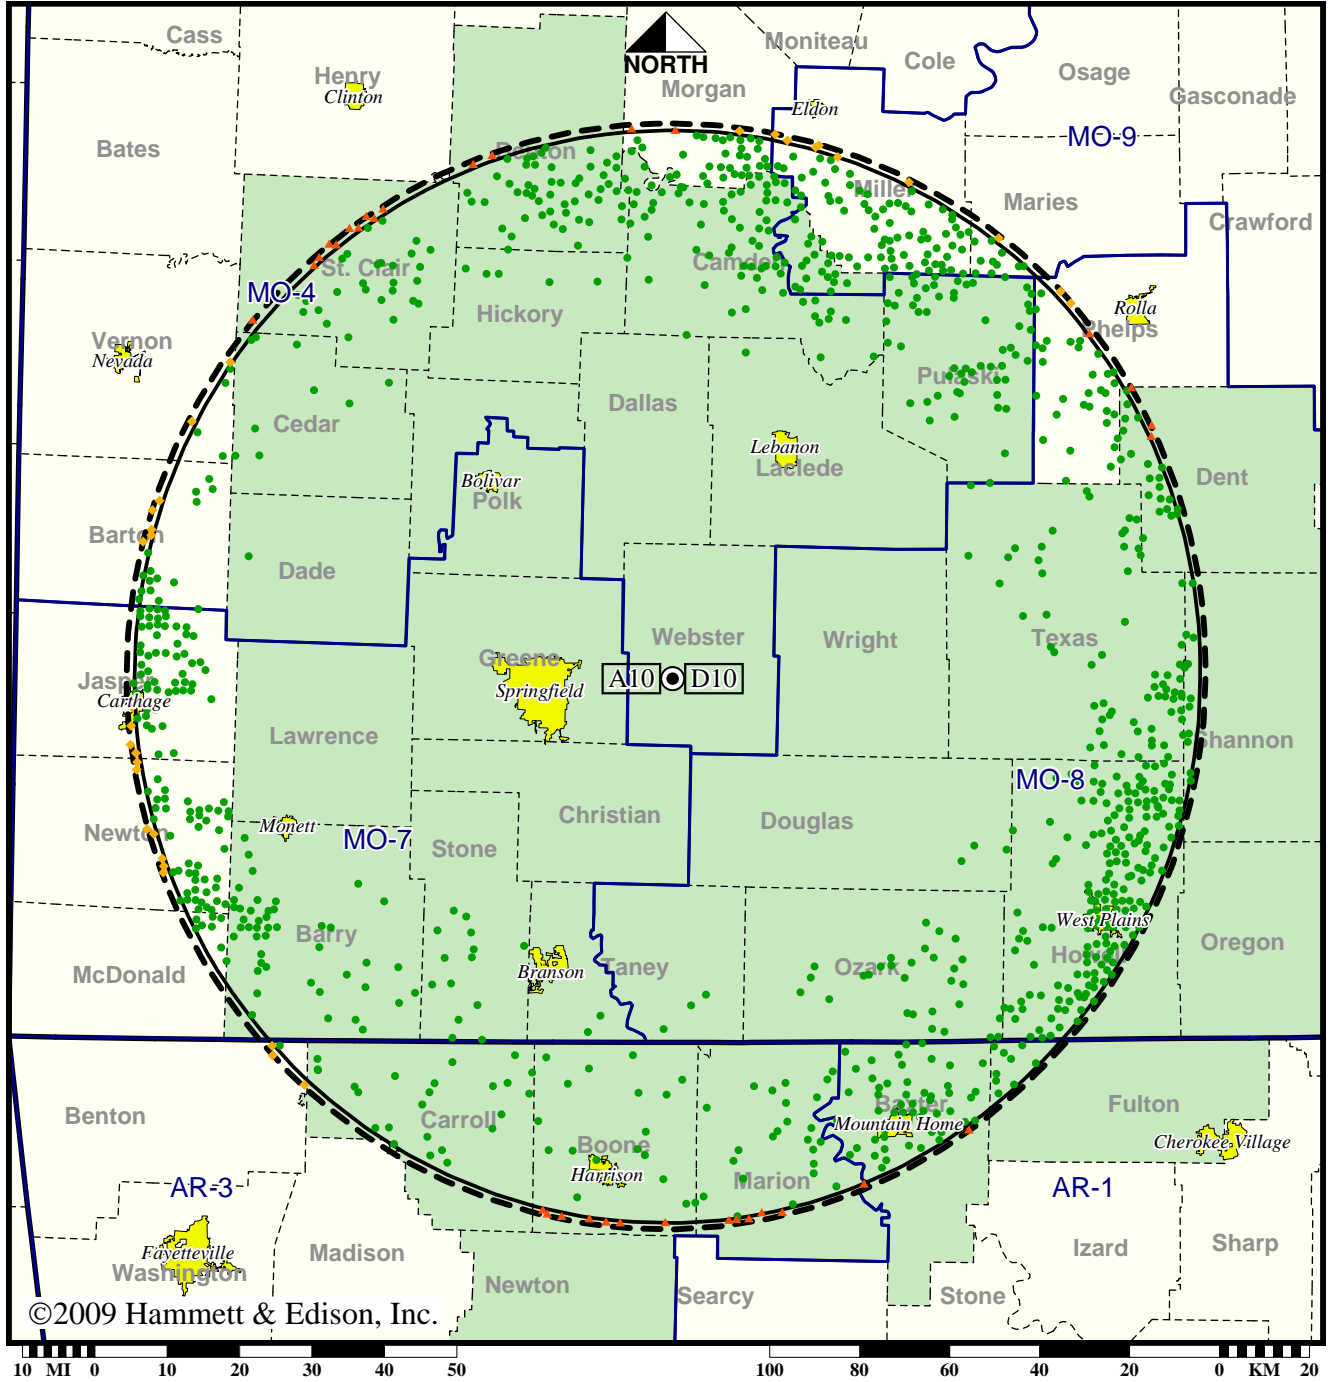 Cass
Henry
Clinton
NORTH
Morgan
Moniteau
Cole
Eldon
Osage
Gasconade
MO-9
Bates
Benton
Miller
Maries
Crawford
St. Clair
MO-4
Camden
Hickory
Rolla
Phelps
Vernon
Nevada
Pulaski
Dallas
Cedar
Lebanon
Laclede
Bolivar
Polk
Dent
Barton
Dade
Webster
Wright
Texas
Greene
Springfield
A10
D10
Jasper
Carthage
Lawrence
Shannon
MO-8
Christian
Douglas
Monett
MO-7
Newton
Stone
West Plains
Barry
Howell
Oregon
McDonald
Branson
Taney
Ozark
Benton
Carroll
Baxter
Mountain Home
Fulton
Cherokee Village
Boone
Harrison
Marion
AR-3
AR-1
Fayetteville
Washington
Madison
Newton
Searcy
Stone
Izard
Sharp
©2009 Hammett & Edison, Inc.
10 MI 0 10 20 30 40 50
100 80 60 40 20 0 KM 20